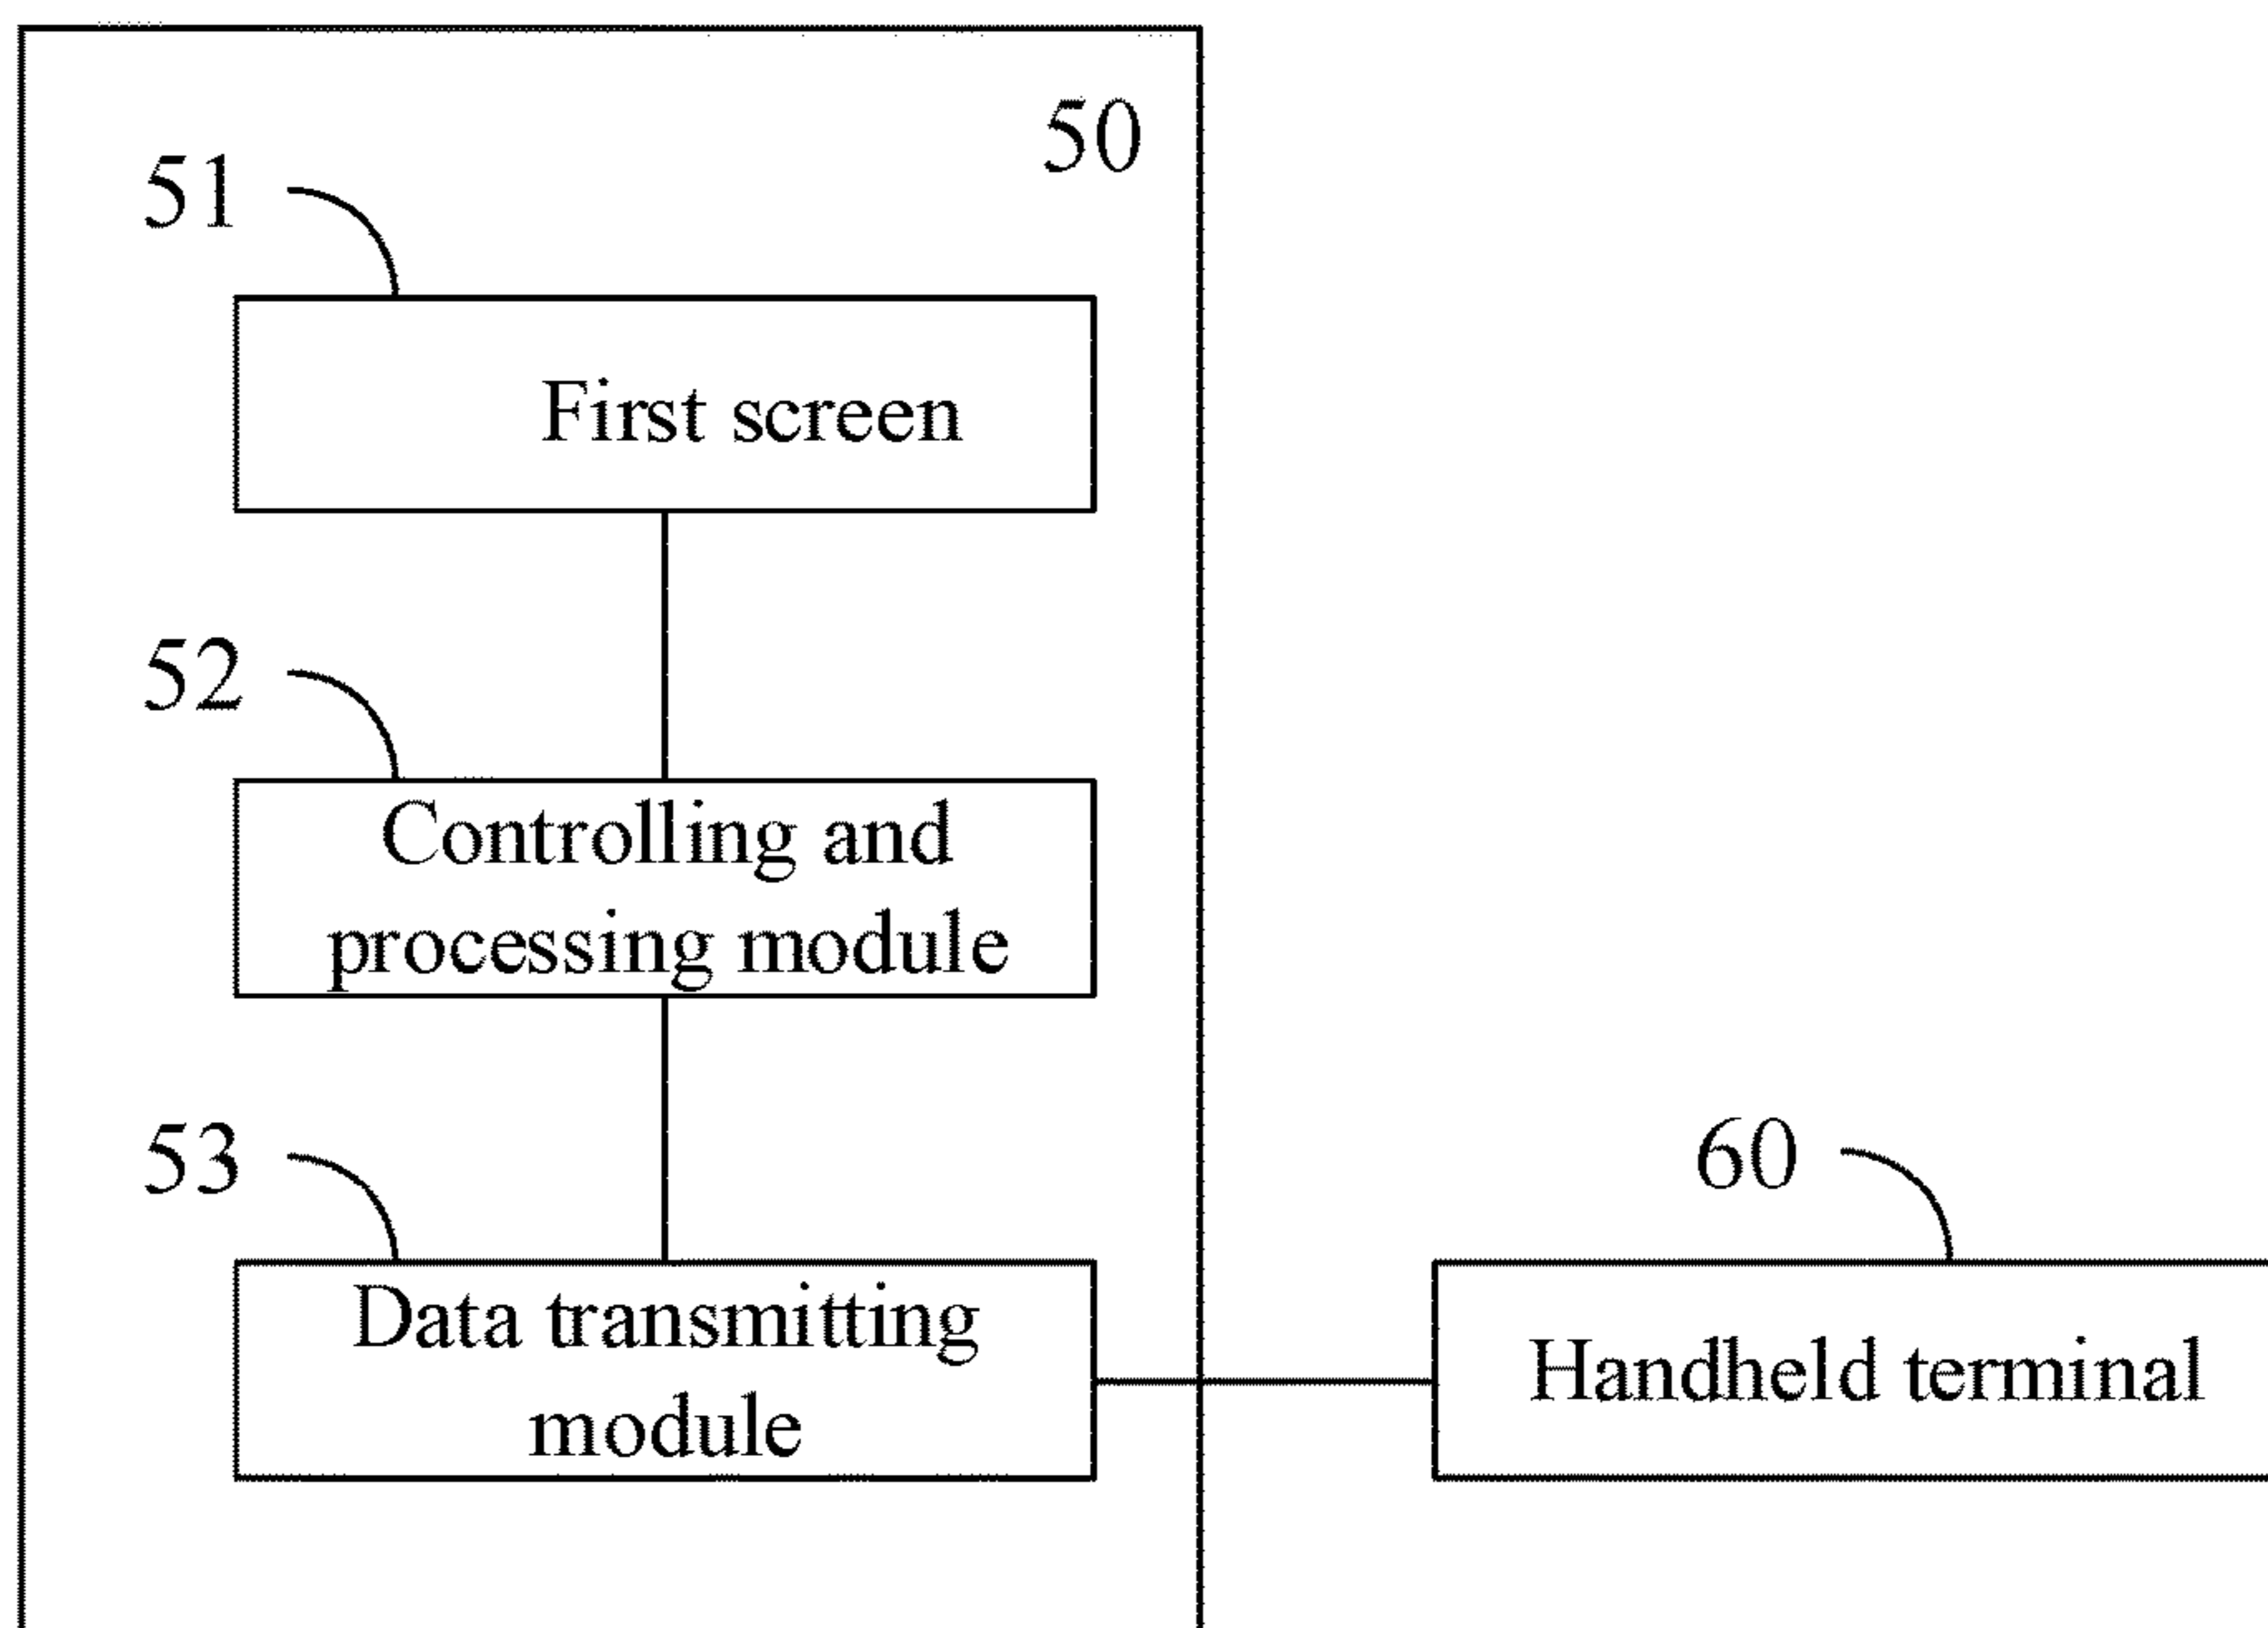 50
51
First screen
52
Controlling and
processing module
53
Data transmitting
module
60
Handheld terminal